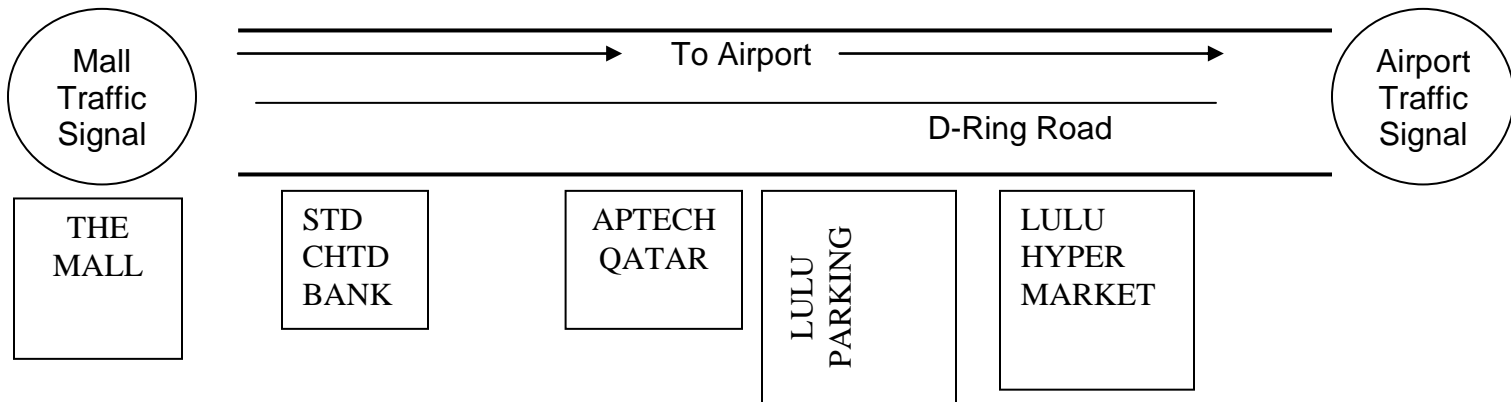 Mall
Traffic
Signal
To Airport
D-Ring Road
Airport
Traffic
Signal
THE
MALL
STD
CHTD
BANK
APTECH
QATAR
LULU
PARKING
LULU
HYPER
MARKET